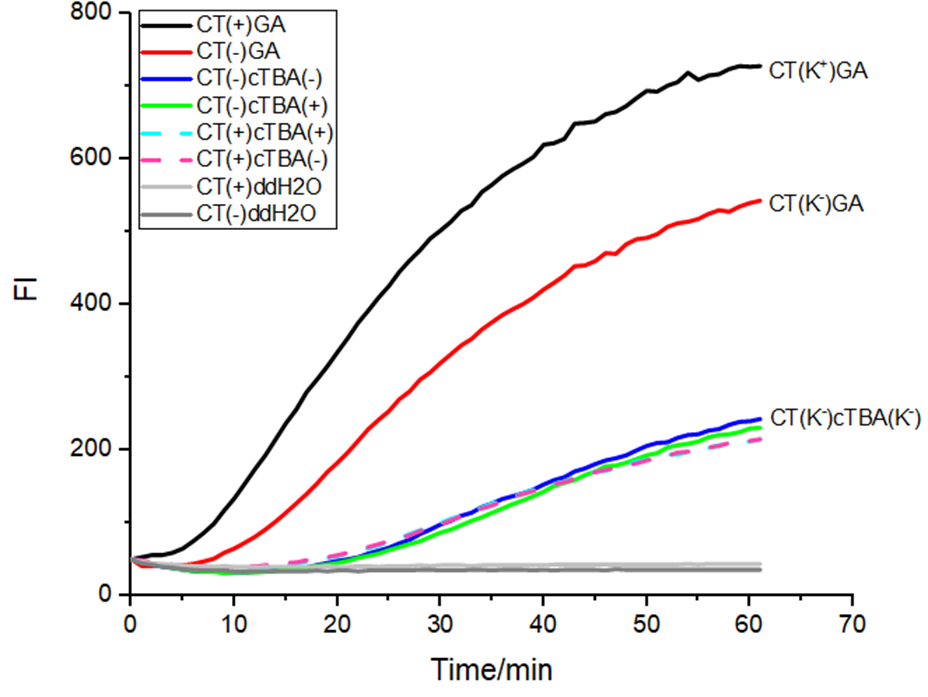 800
600
400
200
0
FI
CT(+)GA
CT(-)GA
CT(-)cTBA(-)
CT(-)cTBA(+)
CT(+)cTBA(+)
CT(+)cTBA(-)
CT(+)ddH2O
CT(-)ddH2O
CT(K⁺)GA
CT(K⁻)GA
CT(K⁻)cTBA(K⁻)
0 10 20 30 40 50 60 70
Time/min